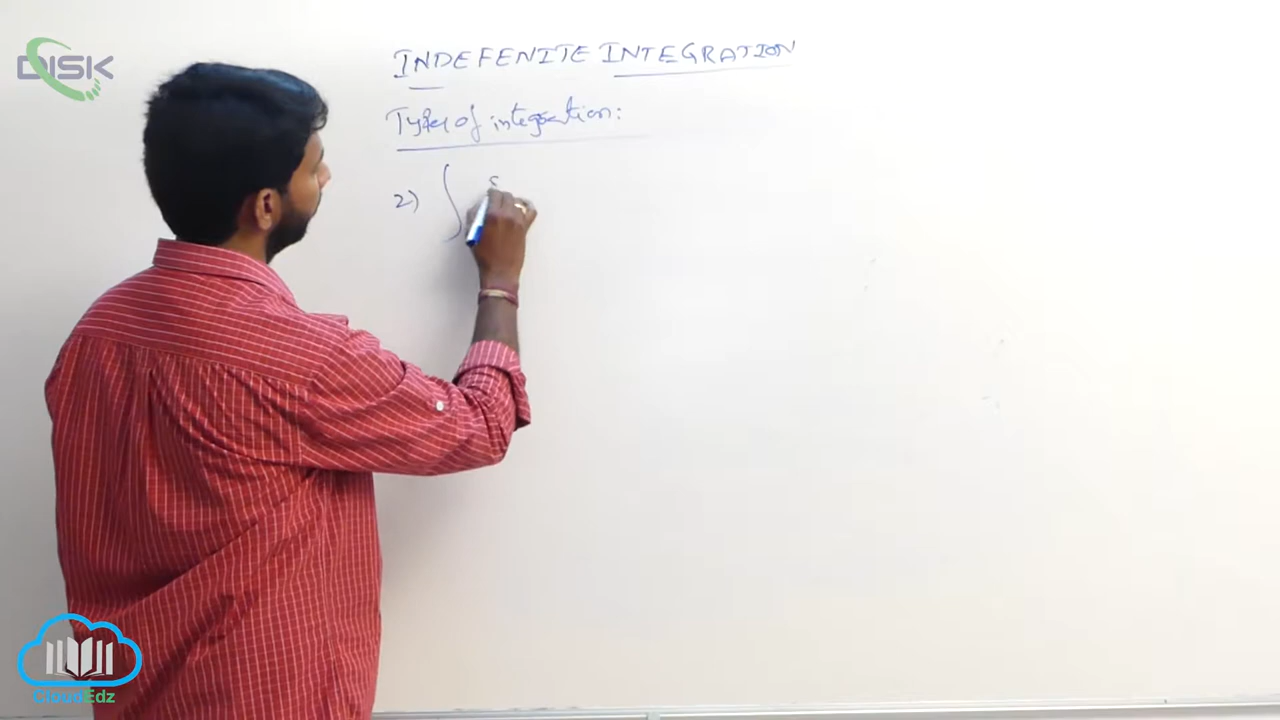 DISK
INDEFENITE INTEGRATION
Types of integration:
2) ∫ s
CloudEdz